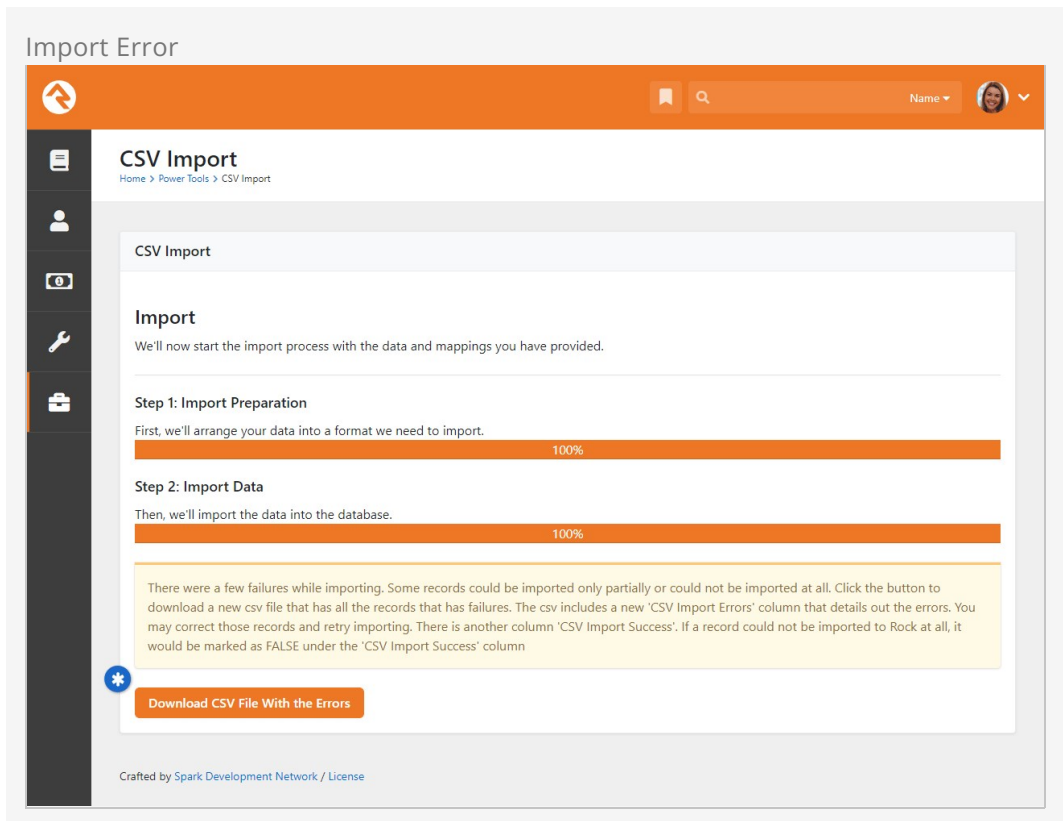 Import Error
Name
CSV Import
Home > Power Tools > CSV Import
CSV Import
Import
We'll now start the import process with the data and mappings you have provided.
Step 1: Import Preparation
First, we'll arrange your data into a format we need to import.
100%
Step 2: Import Data
Then, we'll import the data into the database.
100%
There were a few failures while importing. Some records could be imported only partially or could not be imported at all. Click the button to
download a new csv file that has all the records that has failures. The csv includes a new 'CSV Import Errors' column that details out the errors. You
may correct those records and retry importing. There is another column 'CSV Import Success'. If a record could not be imported to Rock at all, it
would be marked as FALSE under the 'CSV Import Success' column
Download CSV File With the Errors
Crafted by Spark Development Network / License